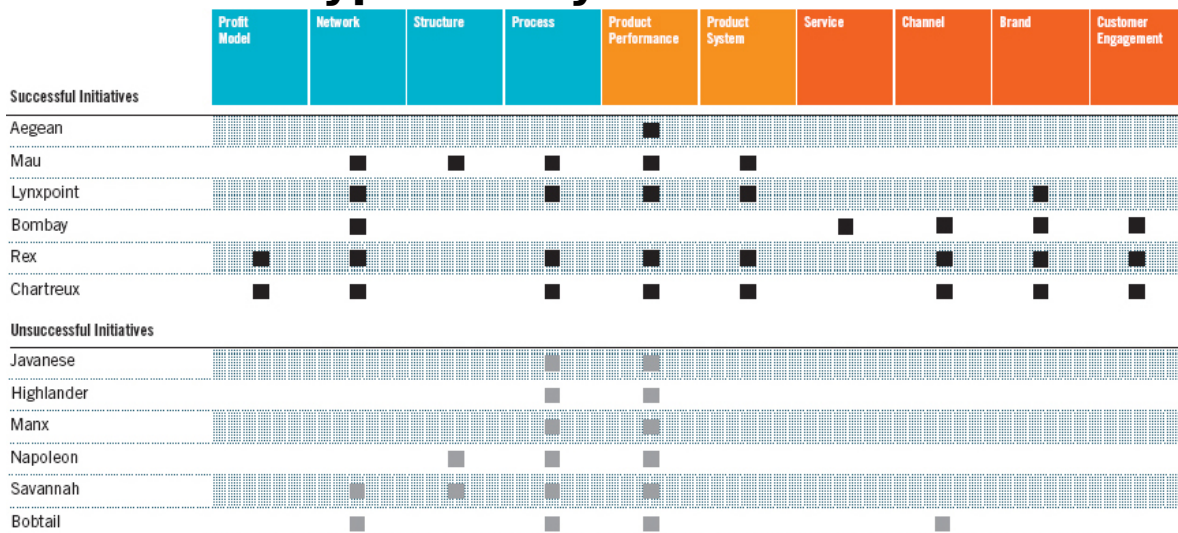 Profit Network Structure Process Product Product Service Channel Brand Customer
Model Performance System Engagement
Successful Initiatives
Aegean
Mau
Lynxpoint
Bombay
Rex
Chartreux
Unsuccessful Initiatives
Javanese
Highlander
Manx
Napoleon
Savannah
Bobtail